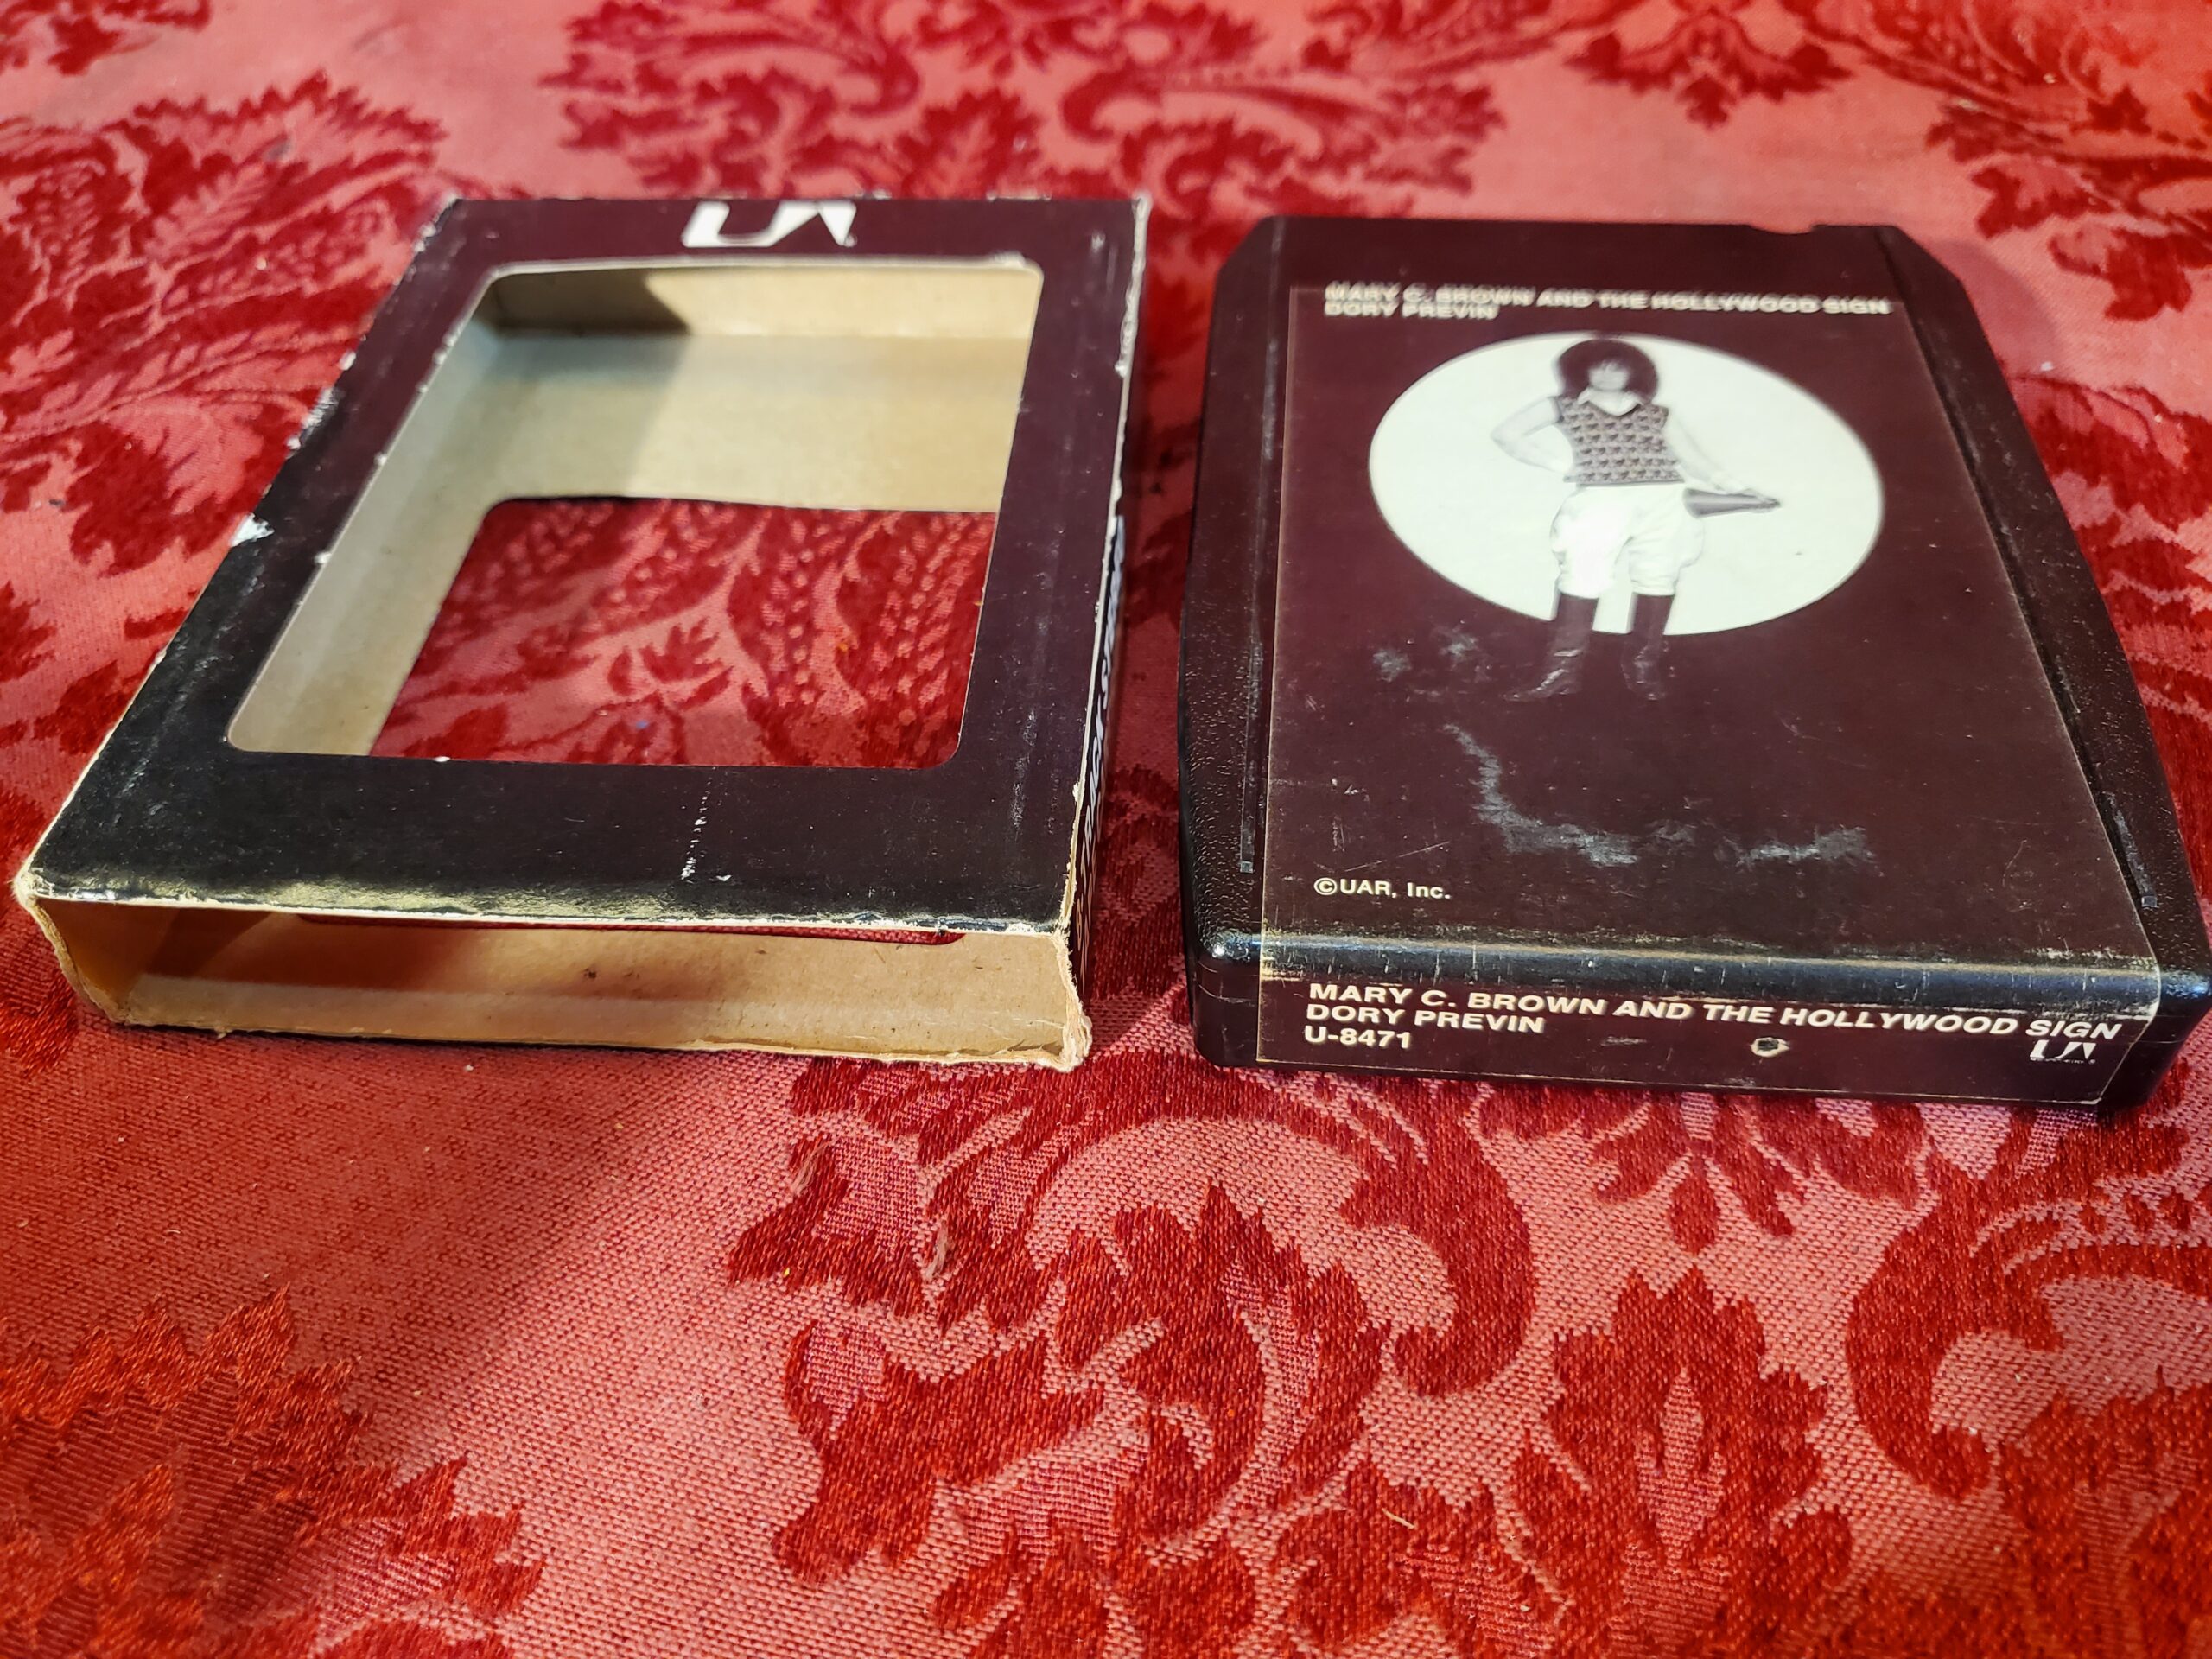 UA
MARY C. BROWN AND THE HOLLYWOOD SIGN
DORY PREVIN
©UAR, Inc.
MARY C. BROWN AND THE HOLLYWOOD SIGN
DORY PREVIN
U-8471
UA